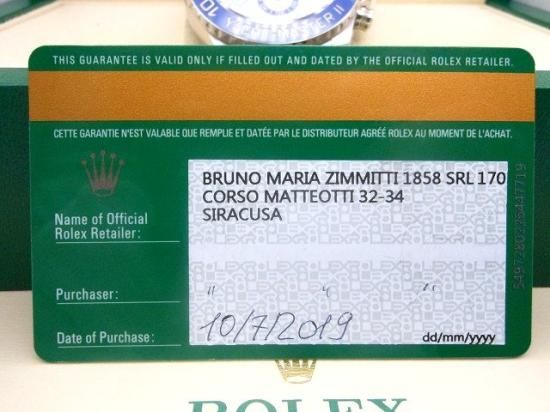 YACHT-MASTER II
THIS GUARANTEE IS VALID ONLY IF FILLED OUT AND DATED BY THE OFFICIAL ROLEX RETAILER.
CETTE GARANTIE N'EST VALABLE QUE REMPLIE ET DATÉE PAR LE DISTRIBUTEUR AGRÉÉ ROLEX AU MOMENT DE L'ACHAT.
BRUNO MARIA ZIMMITTI 1858 SRL 170
CORSO MATTEOTTI 32-34
SIRACUSA
Name of Official
Rolex Retailer:
Purchaser: " " "
Date of Purchase: 10/7/2019 dd/mm/yyyy
ROLEX